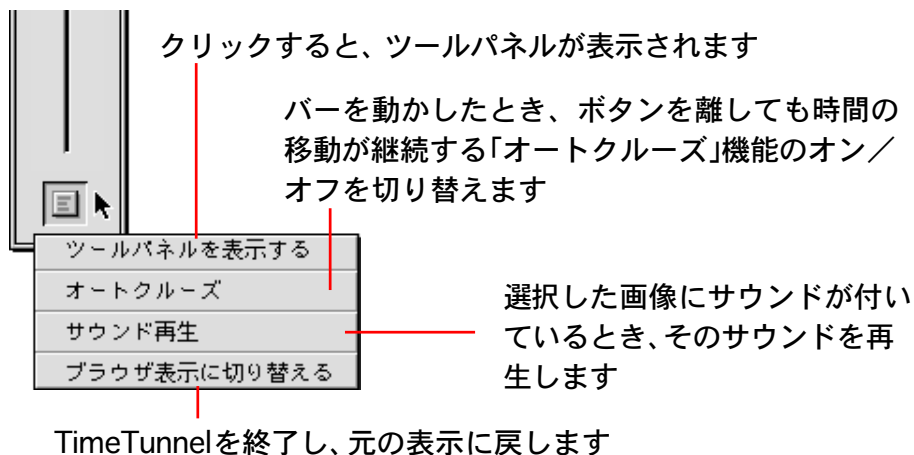 クリックすると、ツールパネルが表示されます
バーを動かしたとき、ボタンを離しても時間の
移動が継続する「オートクルーズ」機能のオン／
オフを切り替えます
ツールパネルを表示する
オートクルーズ
サウンド再生
ブラウザ表示に切り替える
選択した画像にサウンドが付い
ているとき、そのサウンドを再
生します
TimeTunnelを終了し、元の表示に戻します